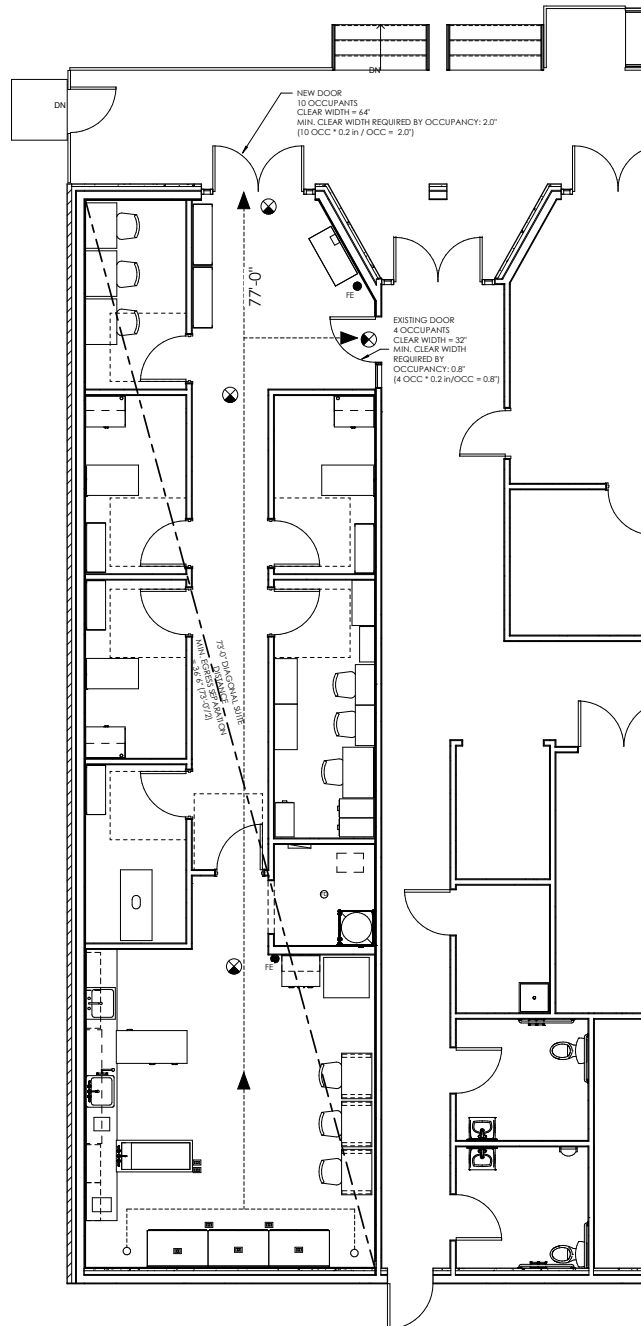 DN
DN
NEW DOOR
10 OCCUPANTS
CLEAR WIDTH = 64"
MIN. CLEAR WIDTH REQUIRED BY OCCUPANCY: 2.0"
(10 OCC * 0.2 in / OCC = 2.0")
77'-0"
FE
EXISTING DOOR
4 OCCUPANTS
CLEAR WIDTH = 32"
MIN. CLEAR WIDTH
REQUIRED BY
OCCUPANCY: 0.8"
(4 OCC * 0.2 in/OCC = 0.8")
73'-0" DIAGONAL SUITE
DISTANCE
MIN. EGRESS SEPARATION
= 36'6" (73'-0"/2)
FD
FE